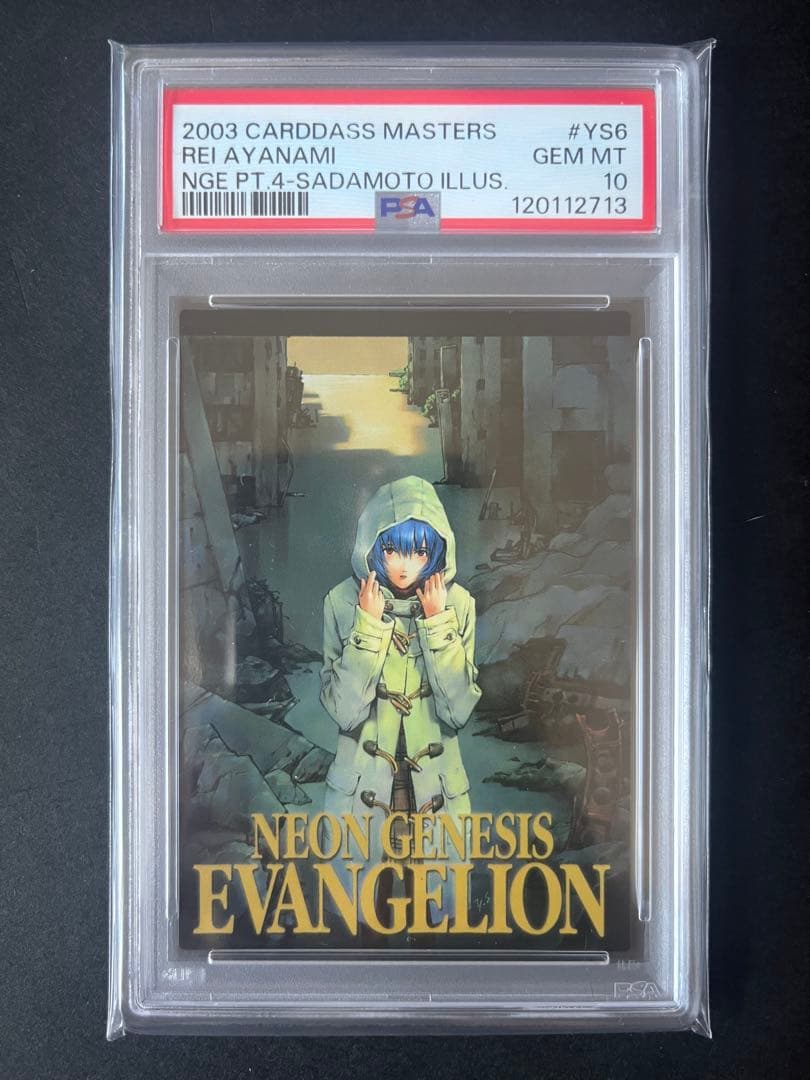 2003 CARDDASS MASTERS #YS6
REI AYANAMI GEM MT
NGE PT.4-SADAMOTO ILLUS. 10
PSA 120112713
NEON GENESIS
EVANGELION
Y.S
PSA